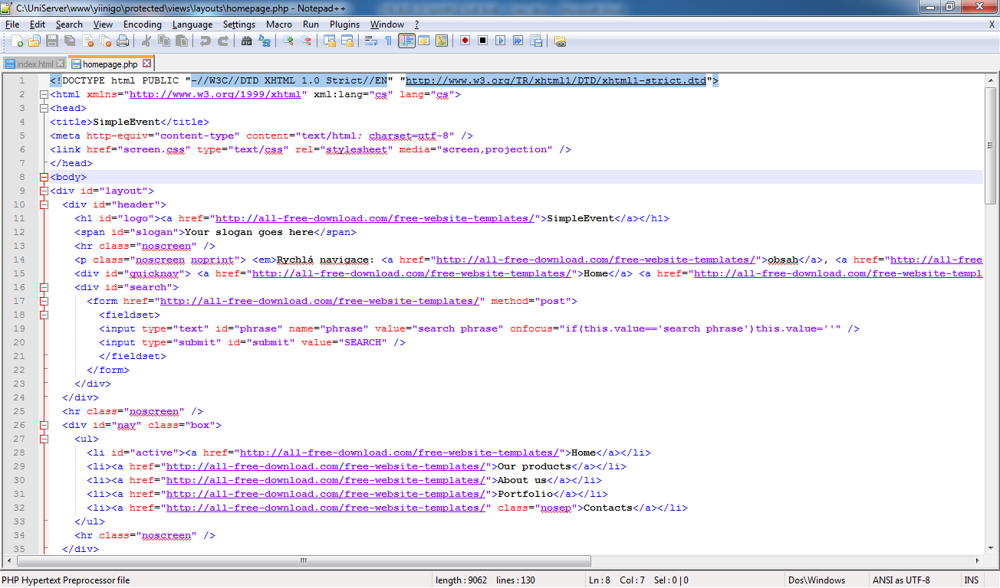 C:\UniServer\www\yiinigo\protected\views\layouts\homepage.php - Notepad++
File Edit Search View Encoding Language Settings Macro Run Plugins Window ? X
index.html homepage.php
1 <!DOCTYPE html PUBLIC "-//W3C//DTD XHTML 1.0 Strict//EN" "http://www.w3.org/TR/xhtml1/DTD/xhtml1-strict.dtd">
2 <html xmlns="http://www.w3.org/1999/xhtml" xml:lang="cs" lang="cs">
3 <head>
4 <title>SimpleEvent</title>
5 <meta http-equiv="content-type" content="text/html; charset=utf-8" />
6 <link href="screen.css" type="text/css" rel="stylesheet" media="screen,projection" />
7 </head>
8 <body>
9 <div id="layout">
10 <div id="header">
11 <h1 id="logo"><a href="http://all-free-download.com/free-website-templates/">SimpleEvent</a></h1>
12 <span id="slogan">Your slogan goes here</span>
13 <hr class="noscreen" />
14 <p class="noscreen noprint"> <em>Rychlá navigace: <a href="http://all-free-download.com/free-website-templates/">obsah</a>, <a href="http://all-free
15 <div id="quicknav"> <a href="http://all-free-download.com/free-website-templates/">Home</a> <a href="http://all-free-download.com/free-website-templ
16 <div id="search">
17 <form href="http://all-free-download.com/free-website-templates/" method="post">
18 <fieldset>
19 <input type="text" id="phrase" name="phrase" value="search phrase" onfocus="if(this.value=='search phrase')this.value=''" />
20 <input type="submit" id="submit" value="SEARCH" />
21 </fieldset>
22 </form>
23 </div>
24 </div>
25 <hr class="noscreen" />
26 <div id="nav" class="box">
27 <ul>
28 <li id="active"><a href="http://all-free-download.com/free-website-templates/">Home</a></li>
29 <li><a href="http://all-free-download.com/free-website-templates/">Our products</a></li>
30 <li><a href="http://all-free-download.com/free-website-templates/">About us</a></li>
31 <li><a href="http://all-free-download.com/free-website-templates/">Portfolio</a></li>
32 <li><a href="http://all-free-download.com/free-website-templates/" class="nosep">Contacts</a></li>
33 </ul>
34 <hr class="noscreen" />
35 </div>
PHP Hypertext Preprocessor file length : 9062 lines : 130 Ln : 8 Col : 7 Sel : 0 | 0 Dos\Windows ANSI as UTF-8 INS